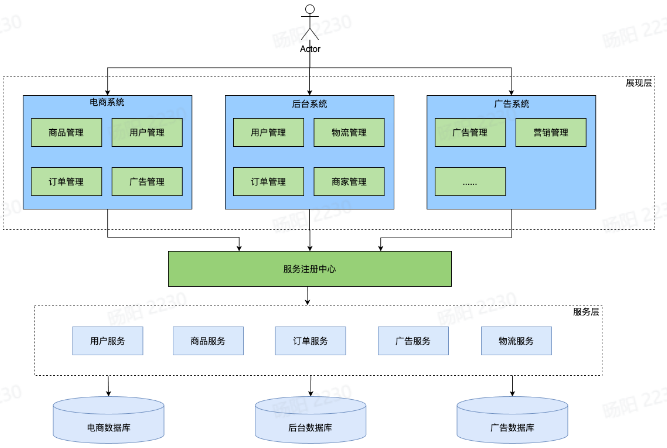 Actor
展现层
电商系统
后台系统
广告系统
商品管理
用户管理
用户管理
物流管理
广告管理
营销管理
订单管理
广告管理
订单管理
商家管理
......
服务注册中心
服务层
用户服务
商品服务
订单服务
广告服务
物流服务
电商数据库
后台数据库
广告数据库
旸阳 2230